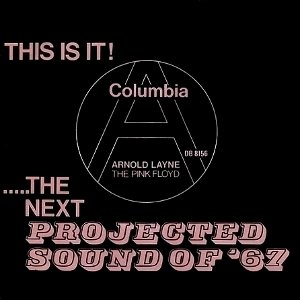 THIS IS IT!
Columbia
A
DB 8156
ARNOLD LAYNE
THE PINK FLOYD
.....THE
NEXT
PROJECTED
SOUND OF '67